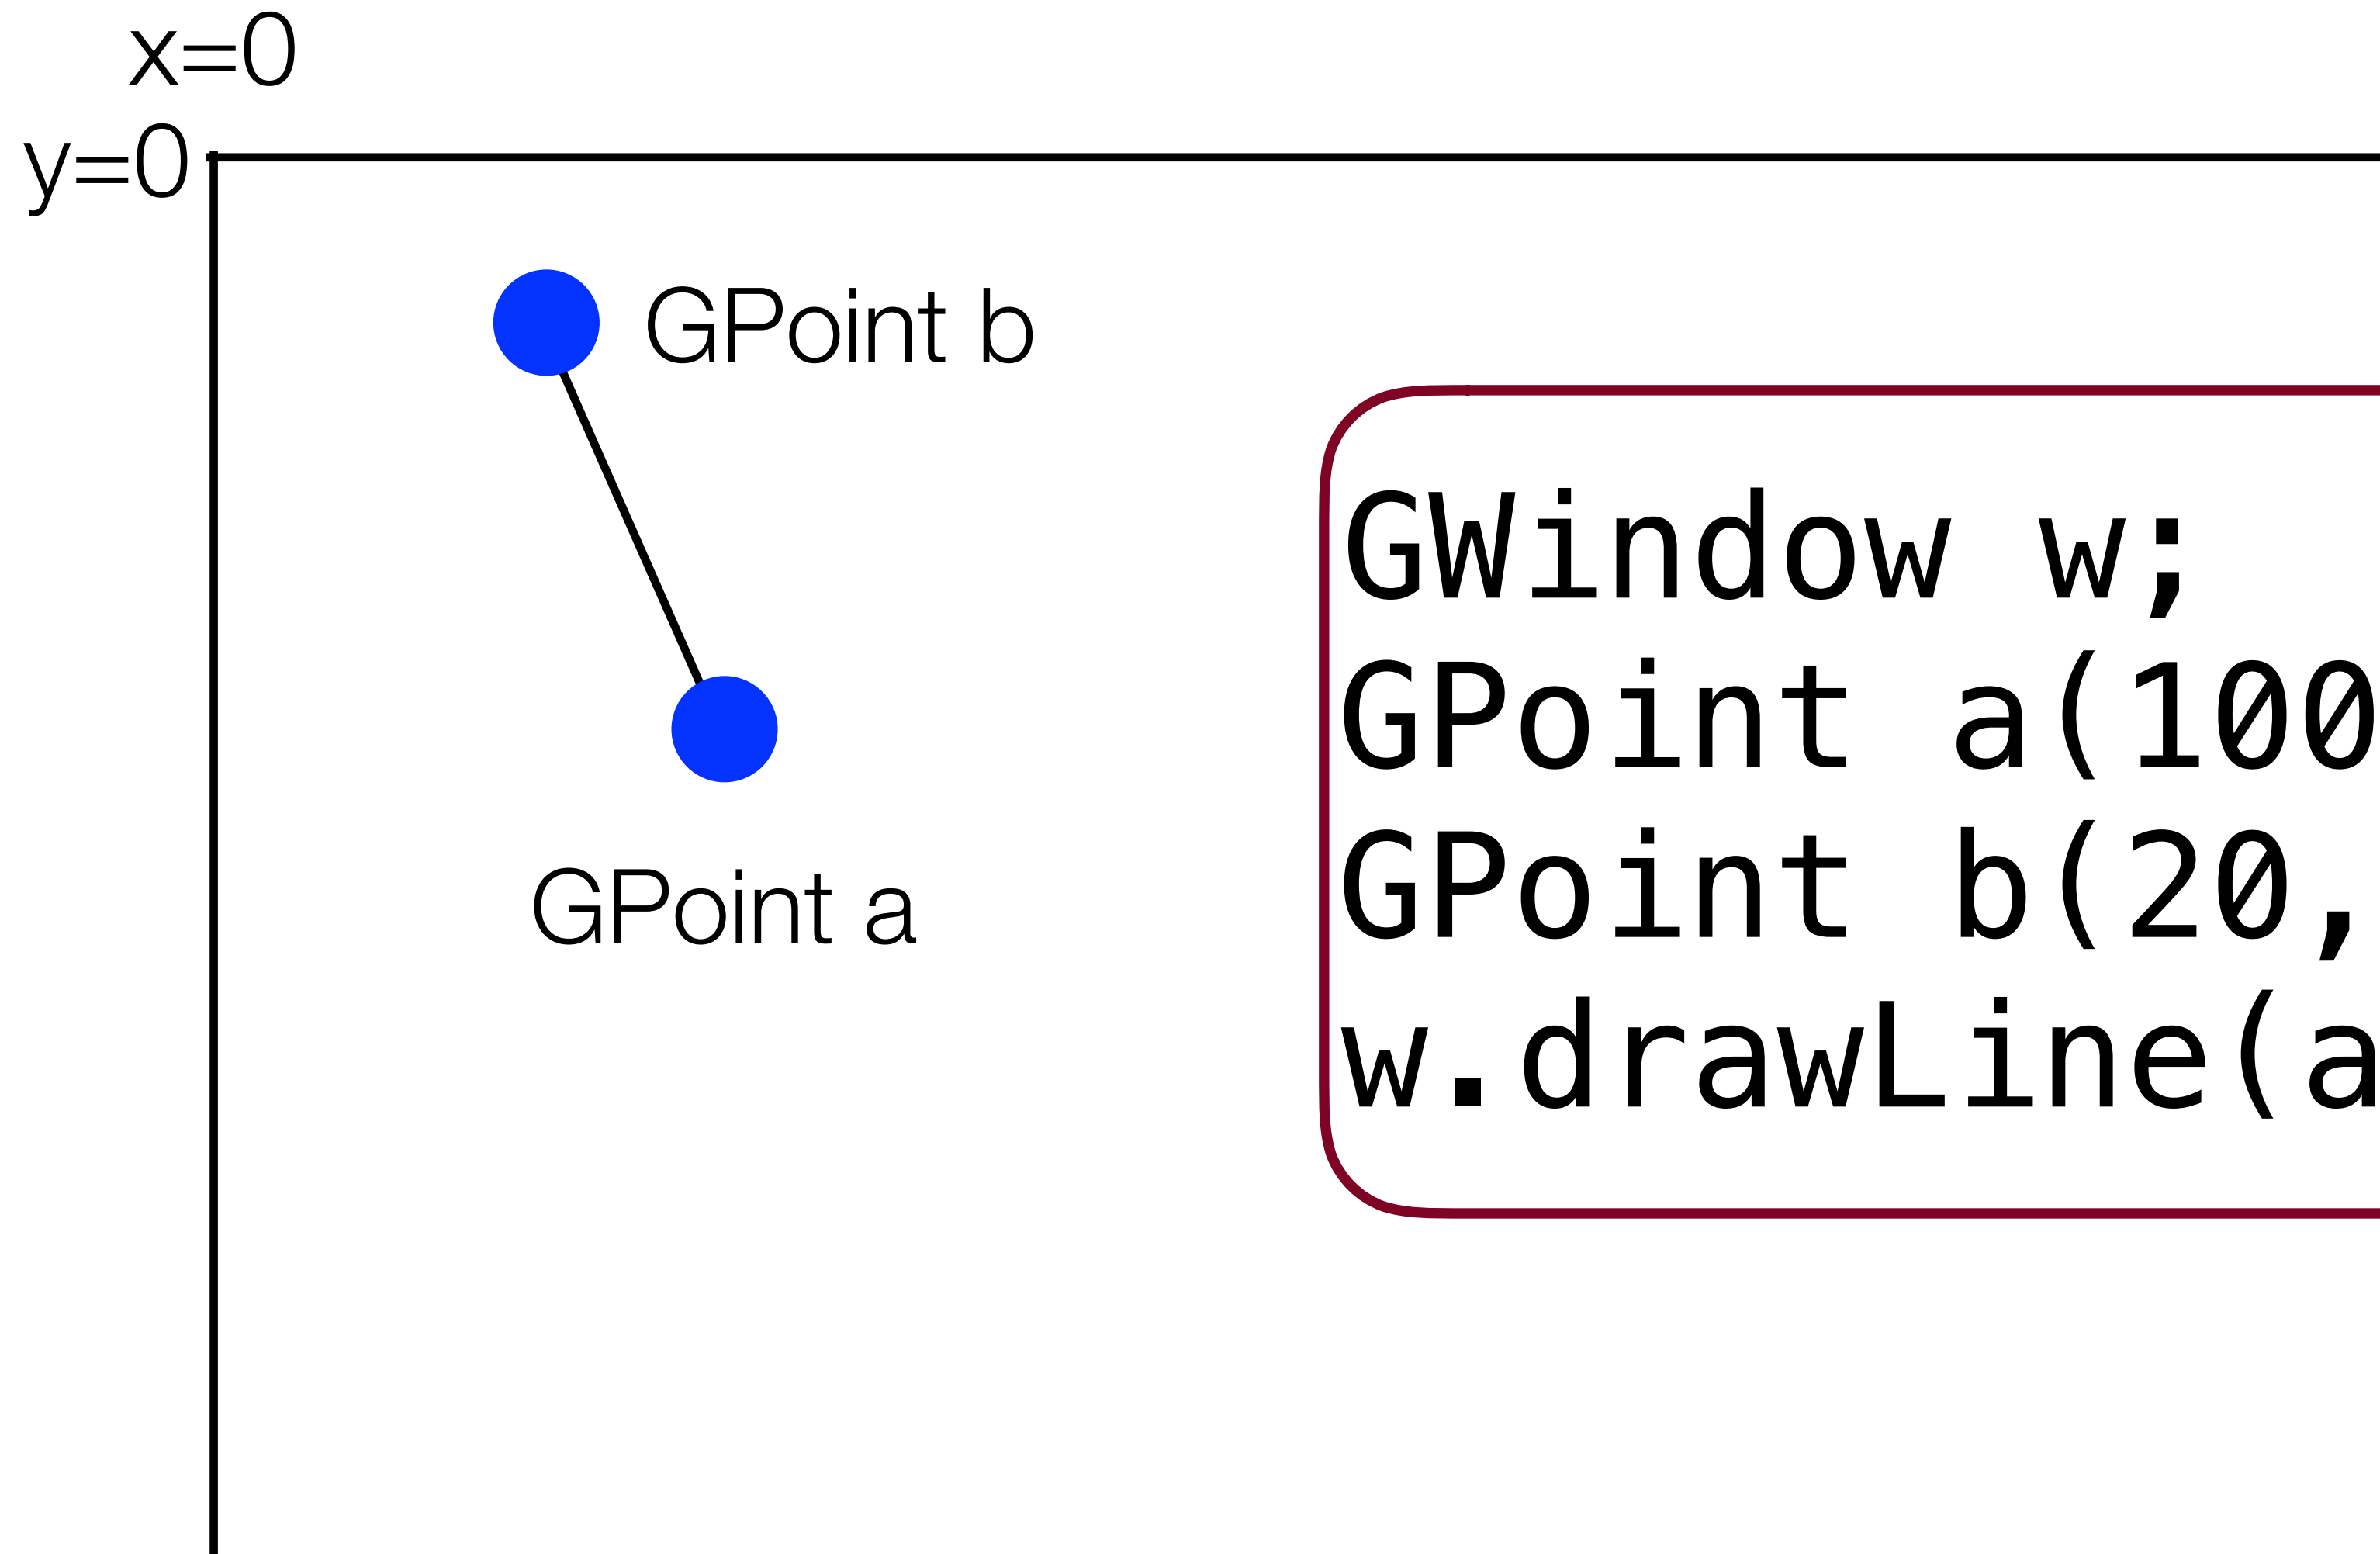 x=0
y=0
GPoint b
GPoint a
GWindow w;
GPoint a(100
GPoint b(20,
w.drawLine(a